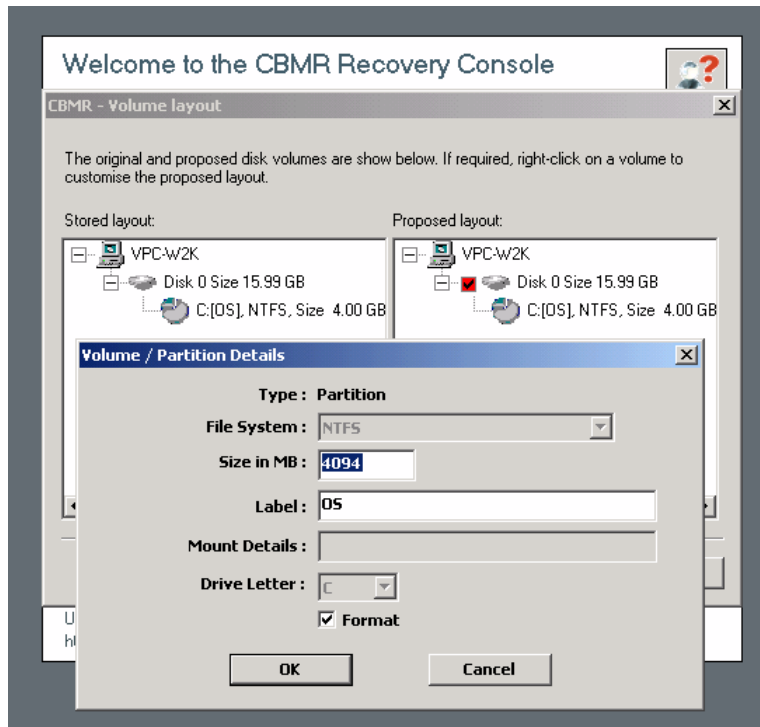 Welcome to the CBMR Recovery Console
CBMR - Volume layout
The original and proposed disk volumes are show below. If required, right-click on a volume to
customise the proposed layout.
Stored layout:
Proposed layout:
VPC-W2K
Disk 0 Size 15.99 GB
C:[OS], NTFS, Size 4.00 GB
VPC-W2K
Disk 0 Size 15.99 GB
C:[OS], NTFS, Size 4.00 GB
Volume / Partition Details
Type : Partition
File System : NTFS
Size in MB : 4094
Label : OS
Mount Details :
Drive Letter : C
Format
OK
Cancel